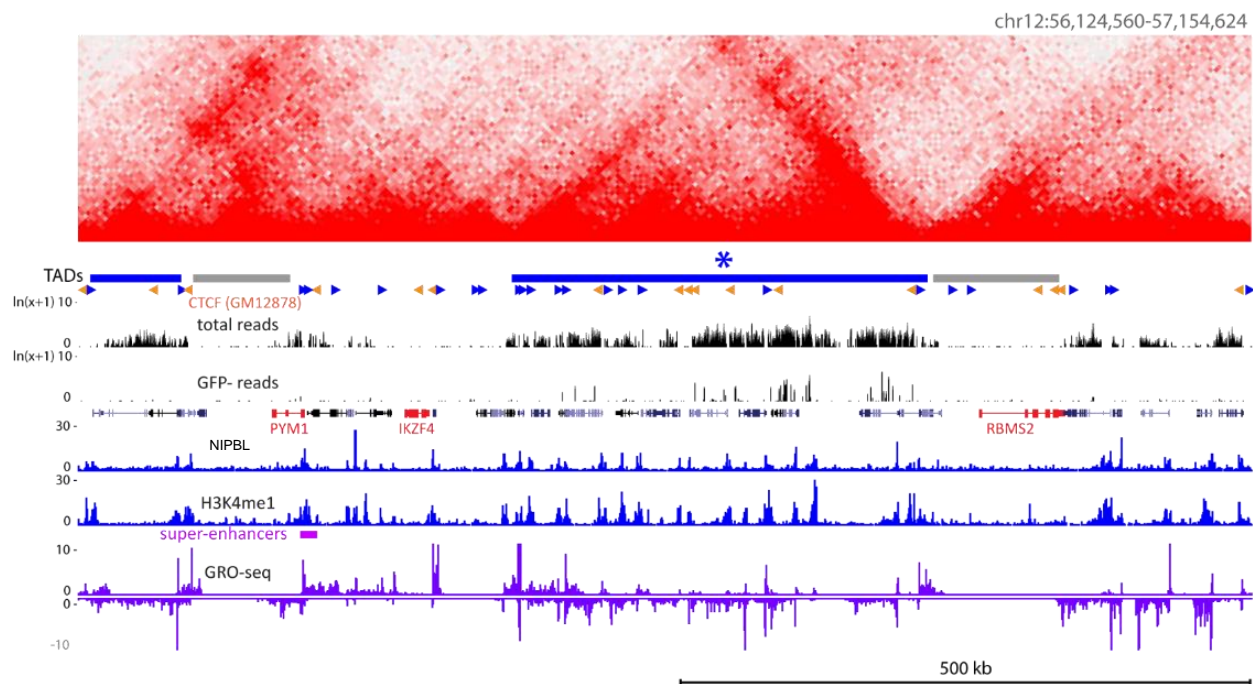 chr12:56,124,560-57,154,624
*
TADs
CTCF (GM12878)
ln(x+1) 10 -
total reads
0
ln(x+1) 10 -
GFP- reads
0
PYM1 IKZF4 RBMS2
30 -
NIPBL
0
30 -
H3K4me1
0
super-enhancers
10 -
GRO-seq
0
0-
-10
500 kb